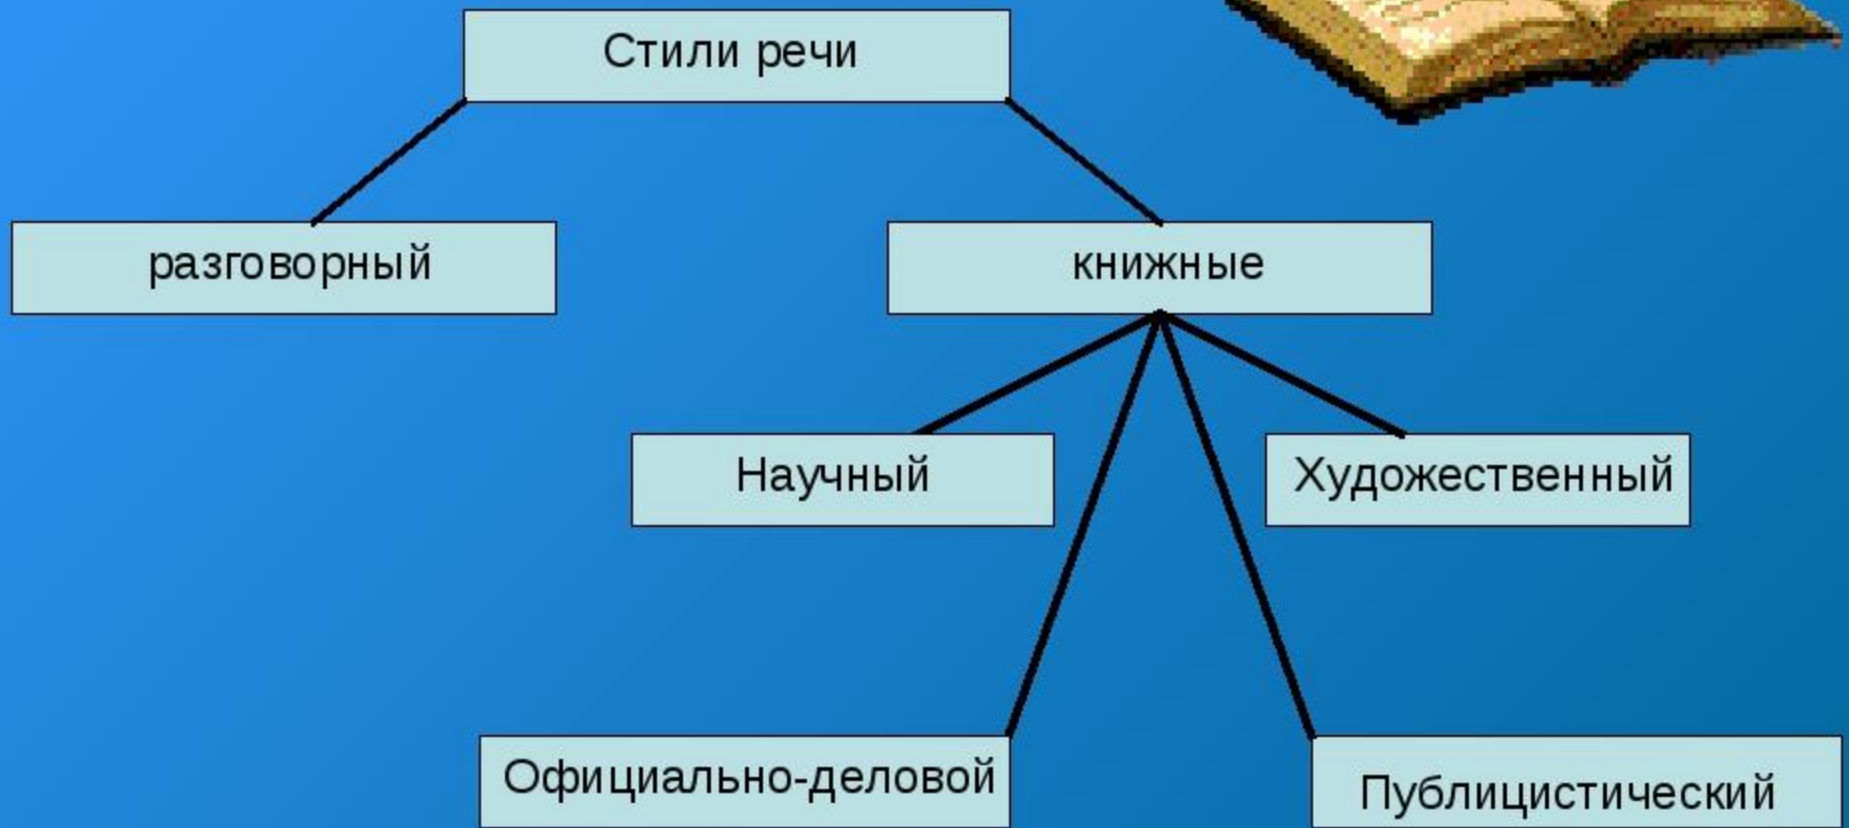 Стили речи
разговорный
книжные
Научный
Художественный
Официально-деловой
Публицистический